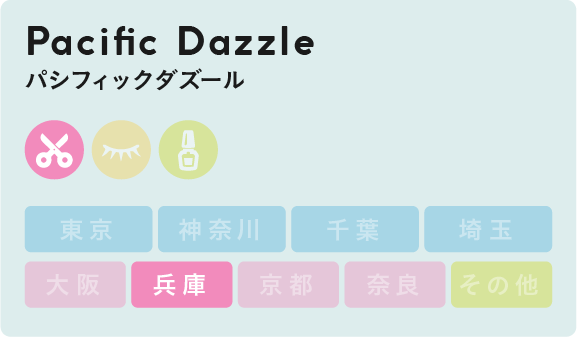 Pacific Dazzle
パシフィックダズール
東京 神奈川 千葉 埼玉
大阪 兵庫 京都 奈良 その他